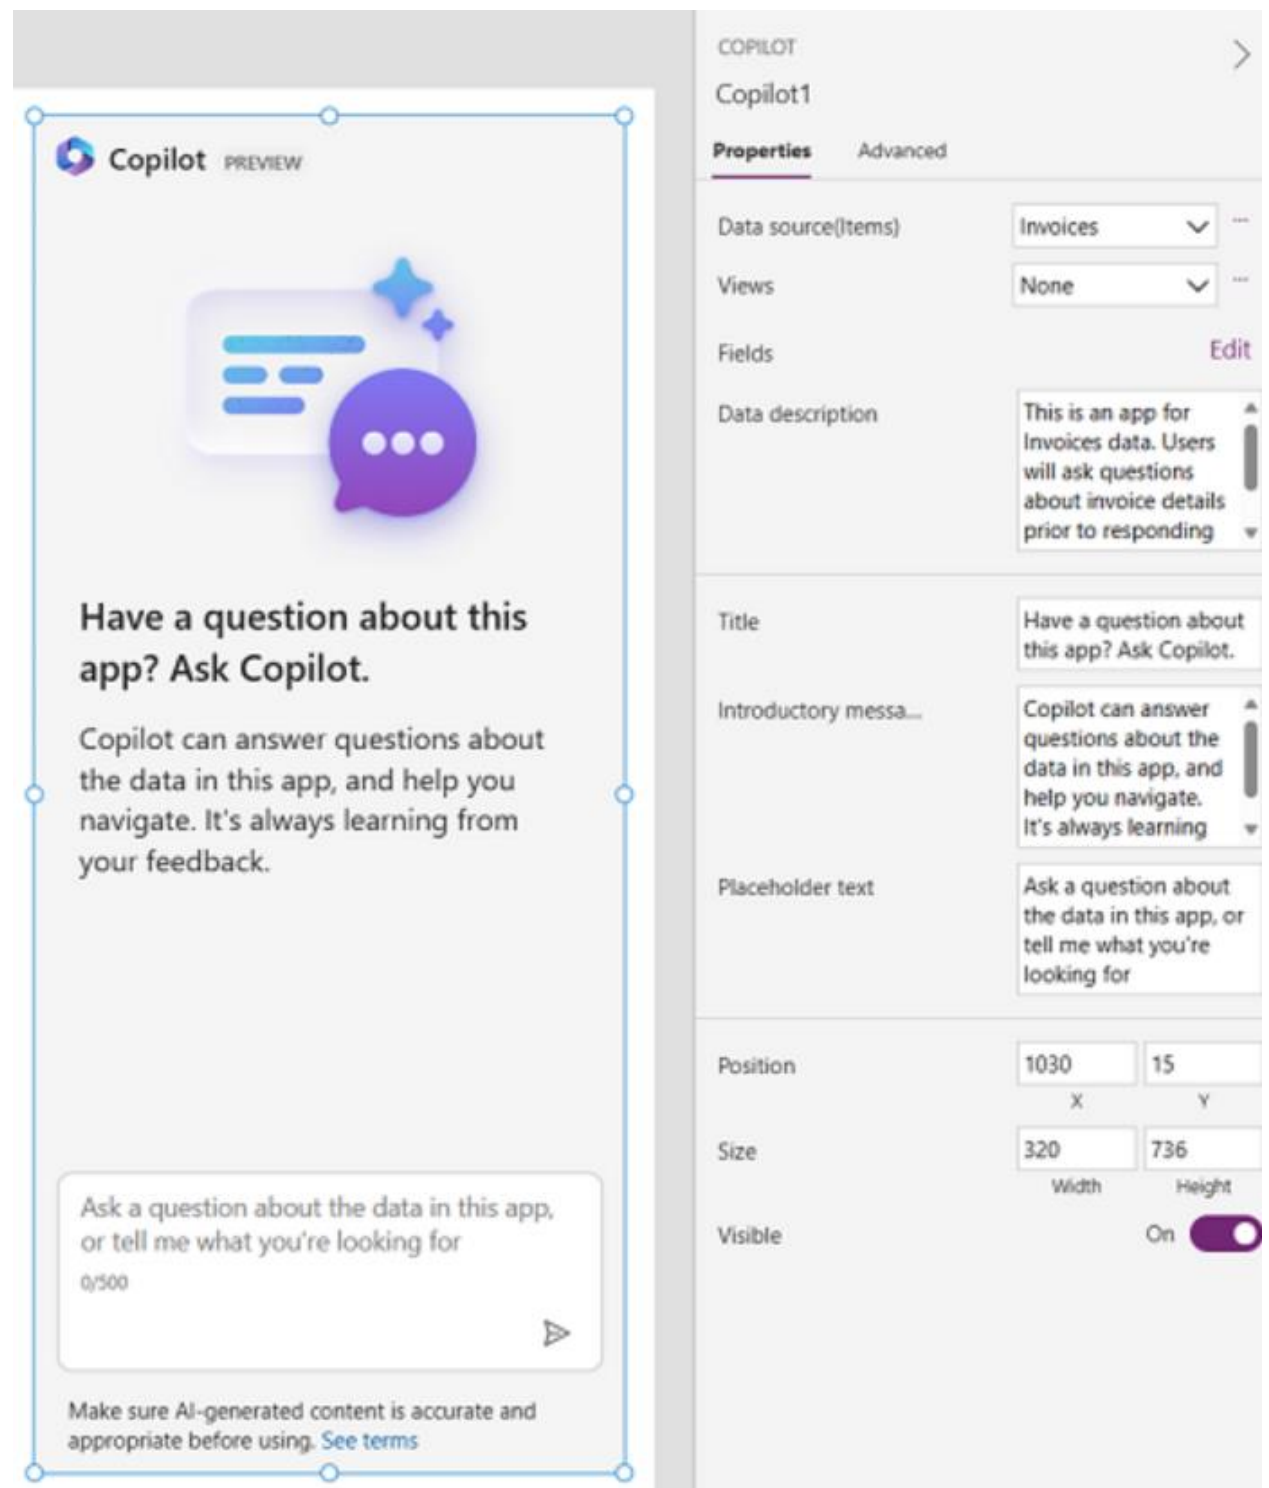 Copilot PREVIEW
Have a question about this
app? Ask Copilot.
Copilot can answer questions about
the data in this app, and help you
navigate. It's always learning from
your feedback.
Ask a question about the data in this app,
or tell me what you're looking for
0/500
Make sure AI-generated content is accurate and
appropriate before using. See terms
COPILOT
Copilot1
Properties Advanced
Data source(Items) Invoices ...
Views None ...
Fields Edit
Data description
This is an app for
Invoices data. Users
will ask questions
about invoice details
prior to responding
Title
Have a question about
this app? Ask Copilot.
Introductory messa...
Copilot can answer
questions about the
data in this app, and
help you navigate.
It's always learning
Placeholder text
Ask a question about
the data in this app, or
tell me what you're
looking for
Position 1030 15
X Y
Size 320 736
Width Height
Visible On